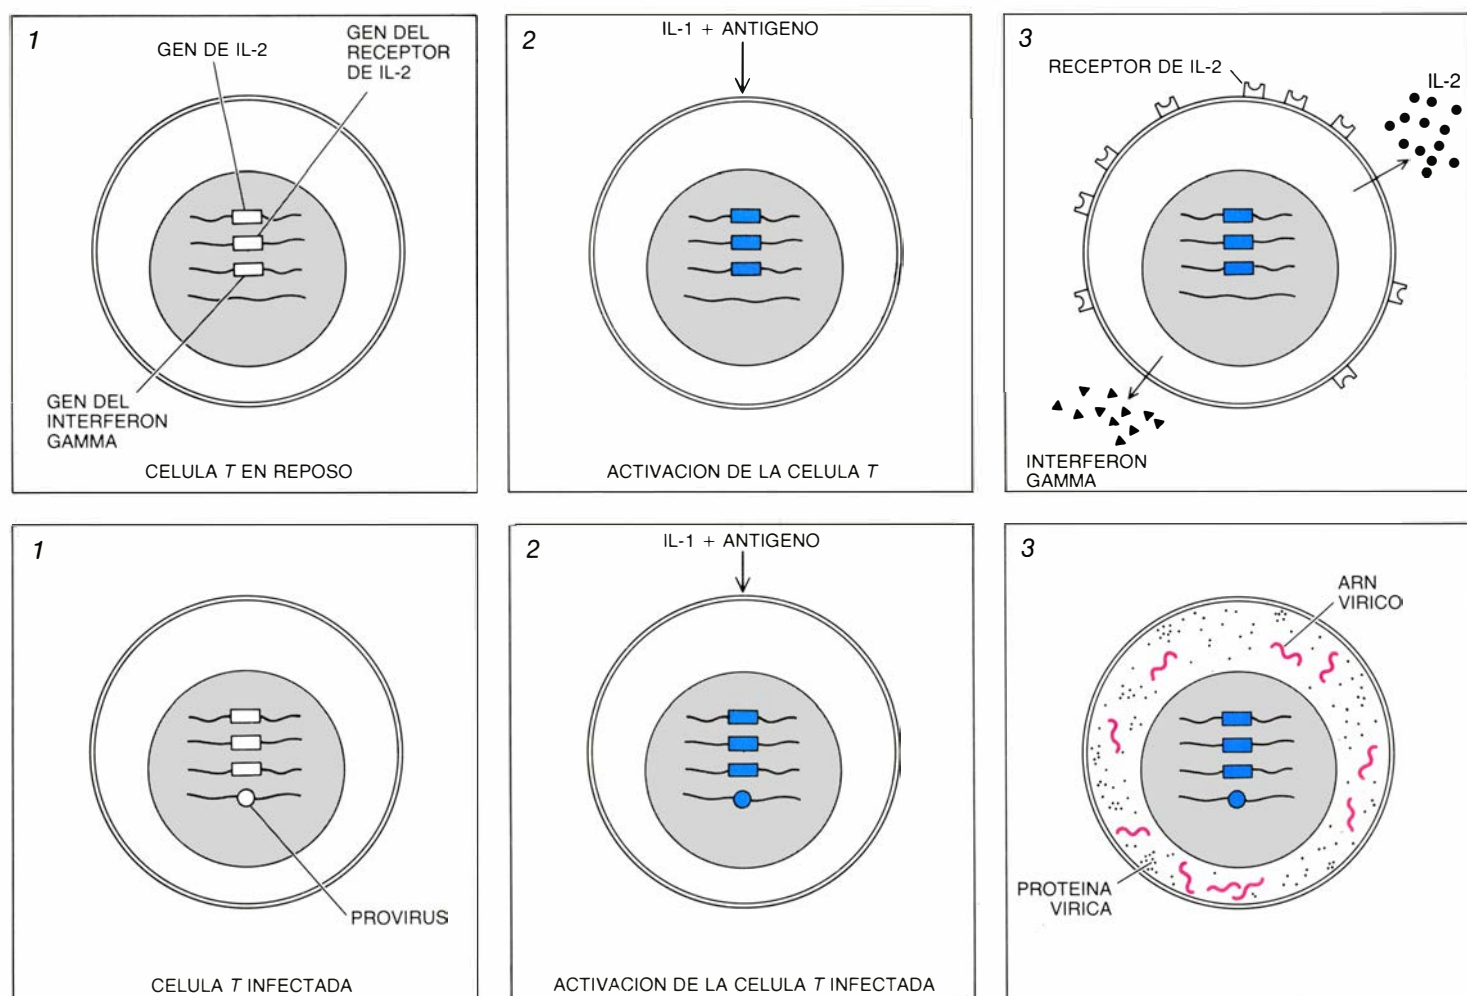 1
GEN DE IL-2
GEN DEL
RECEPTOR
DE IL-2
GEN DEL
INTERFERON
GAMMA
CELULA T EN REPOSO
2
IL-1 + ANTIGENO
ACTIVACION DE LA CELULA T
3
RECEPTOR DE IL-2
IL-2
INTERFERON
GAMMA
1
PROVIRUS
CELULA T INFECTADA
2
IL-1 + ANTIGENO
ACTIVACION DE LA CELULA T INFECTADA
3
ARN
VIRICO
PROTEINA
VIRICA